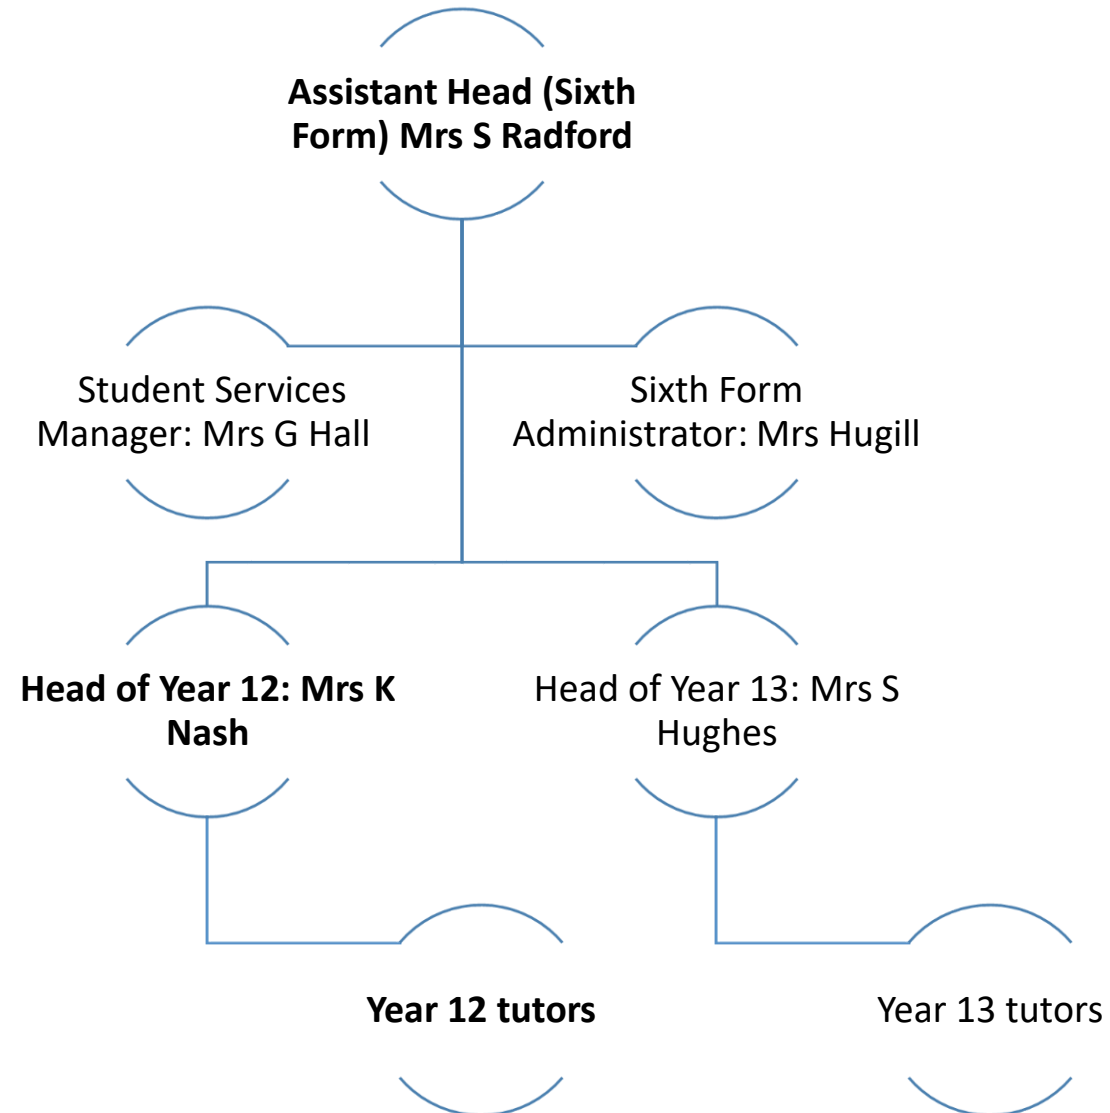 Assistant Head (Sixth
Form) Mrs S Radford
Student Services
Manager: Mrs G Hall
Sixth Form
Administrator: Mrs Hugill
Head of Year 12: Mrs K
Nash
Head of Year 13: Mrs S
Hughes
Year 12 tutors
Year 13 tutors